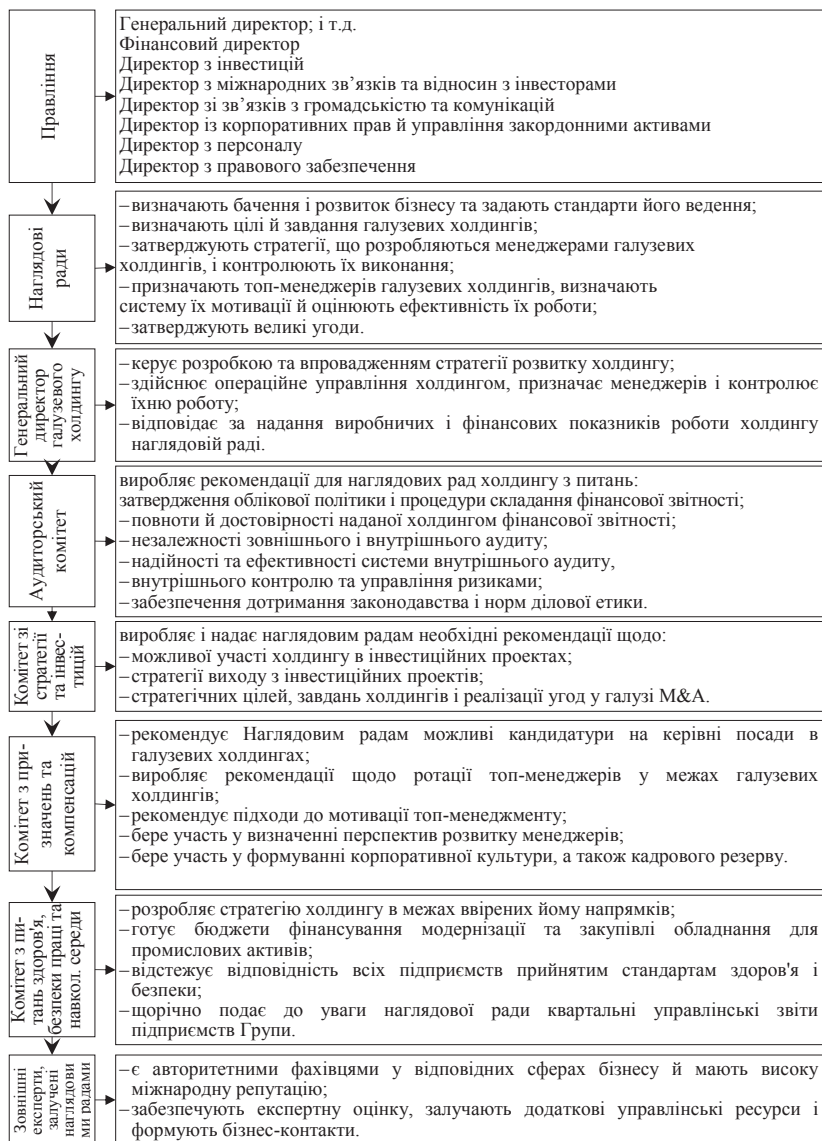 Правління
Генеральний директор; і т.д.
Фінансовий директор
Директор з інвестицій
Директор з міжнародних зв’язків та відносин з інвесторами
Директор зі зв’язків з громадськістю та комунікацій
Директор із корпоративних прав й управління закордонними активами
Директор з персоналу
Директор з правового забезпечення
Наглядові
ради
–визначають бачення і розвиток бізнесу та задають стандарти його ведення;
–визначають цілі й завдання галузевих холдингів;
–затверджують стратегії, що розробляються менеджерами галузевих
холдингів, і контролюють їх виконання;
–призначають топ-менеджерів галузевих холдингів, визначають
систему їх мотивації й оцінюють ефективність їх роботи;
–затверджують великі угоди.
Генеральний
директор
галузевого
холдингу
–керує розробкою та впровадженням стратегії розвитку холдингу;
–здійснює операційне управління холдингом, призначає менеджерів і контролює
їхню роботу;
–відповідає за надання виробничих і фінансових показників роботи холдингу
наглядовій раді.
Аудиторський
комітет
виробляє рекомендації для наглядових рад холдингу з питань:
затвердження облікової політики і процедури складання фінансової звітності;
–повноти й достовірності наданої холдингом фінансової звітності;
–незалежності зовнішнього і внутрішнього аудиту;
–надійності та ефективності системи внутрішнього аудиту,
–внутрішнього контролю та управління ризиками;
–забезпечення дотримання законодавства і норм ділової етики.
Комітет зі
стратегії
та інвес-
тицій
виробляє і надає наглядовим радам необхідні рекомендації щодо:
–можливої участі холдингу в інвестиційних проектах;
–стратегії виходу з інвестиційних проектів;
–стратегічних цілей, завдань холдингів і реалізації угод у галузі M&A.
Комітет з при-
значень та
компенсацій
–рекомендує Наглядовим радам можливі кандидатури на керівні посади в
галузевих холдингах;
–виробляє рекомендації щодо ротації топ-менеджерів у межах галузевих
холдингів;
–рекомендує підходи до мотивації топ-менеджменту;
–бере участь у визначенні перспектив розвитку менеджерів;
–бере участь у формуванні корпоративної культури, а також кадрового резерву.
Комітет з пи-
тань здоров'я,
безпеки праці та
навкол. середи
–розробляє стратегію холдингу в межах ввірених йому напрямків;
–готує бюджети фінансування модернізації та закупівлі обладнання для
промислових активів;
–відстежує відповідність всіх підприємств прийнятим стандартам здоров'я і
безпеки;
–щорічно подає до уваги наглядової ради квартальні управлінські звіти
підприємств Групи.
Зовнішні
експерти,
залучені
наглядови
ми радами
–є авторитетними фахівцями у відповідних сферах бізнесу й мають високу
міжнародну репутацію;
–забезпечують експертну оцінку, залучають додаткові управлінські ресурси і
формують бізнес-контакти.